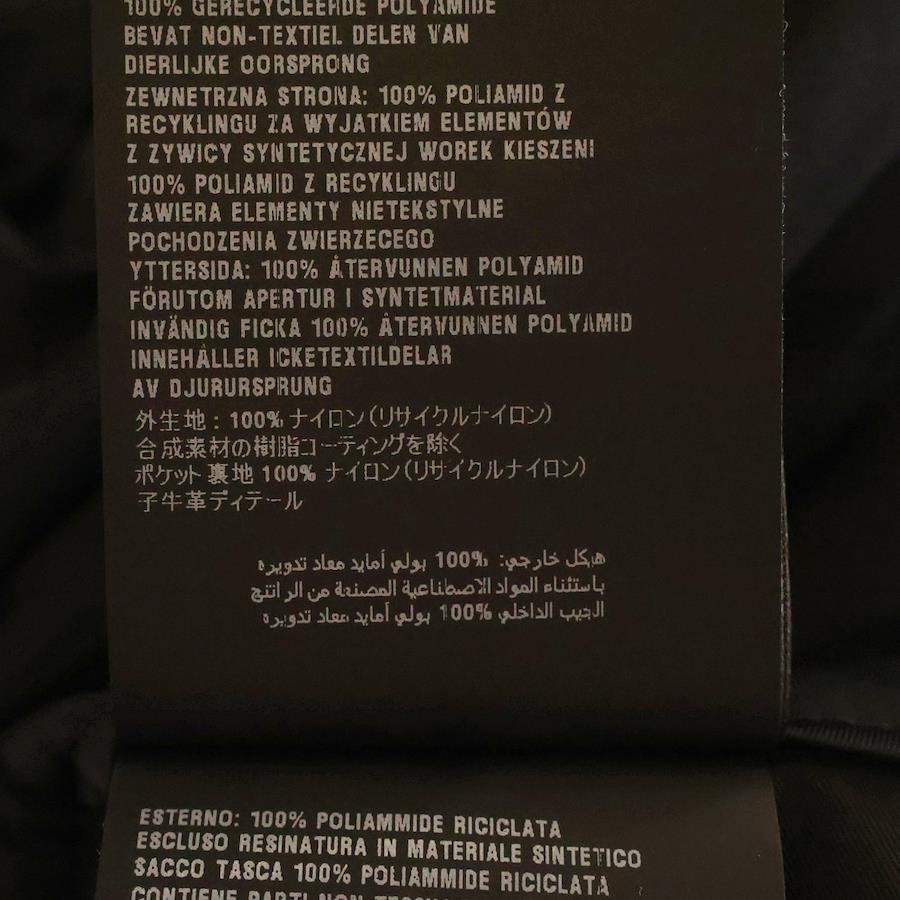 100% GERECYCLEERDE POLYAMIDE
BEVAT NON-TEXTIEL DELEN VAN
DIERLIJKE OORSPRONG
ZEWNETRZNA STRONA: 100% POLIAMID Z
RECYKLINGU ZA WYJATKIEM ELEMENTÓW
Z ZYWICY SYNTETYCZNEJ WOREK KIESZENI
100% POLIAMID Z RECYKLINGU
ZAWIERA ELEMENTY NIETEKSTYLNE
POCHODZENIA ZWIERZECEGO
YTTERSIDA: 100% ÅTERVUNNEN POLYAMID
FÖRUTOM APERTUR I SYNTETMATERIAL
INVÄNDIG FICKA 100% ÅTERVUNNEN POLYAMID
INNEHÅLLER ICKETEXTILDELAR
AV DJURURSPRUNG
外生地：100% ナイロン(リサイクルナイロン)
合成素材の樹脂コーティングを除く
ポケット裏地 100% ナイロン(リサイクルナイロン)
子牛革ディテール
هيكل خارجي: 100% بولي أمايد معاد تدويره
باستثناء المواد الاصطناعية المصنعة من الراتنج
الجيب الداخلي 100% بولي أمايد معاد تدويره
ESTERNO: 100% POLIAMMIDE RICICLATA
ESCLUSO RESINATURA IN MATERIALE SINTETICO
SACCO TASCA 100% POLIAMMIDE RICICLATA
CONTIENE PARTI NON